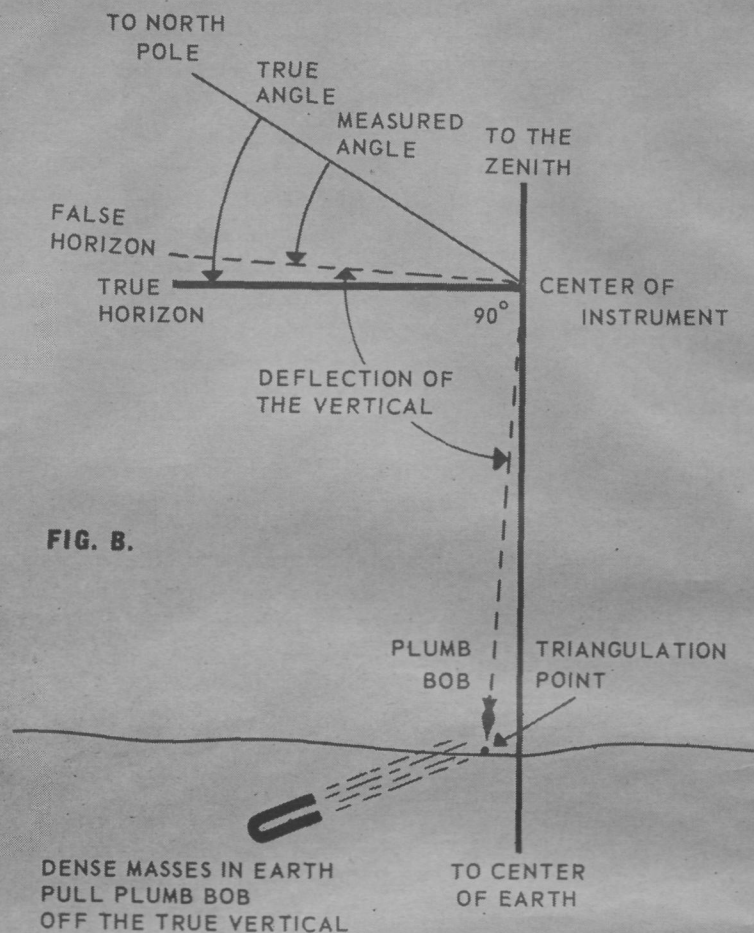 TO NORTH
POLE
TRUE
ANGLE
MEASURED
ANGLE
TO THE
ZENITH
FALSE
HORIZON
TRUE
HORIZON
CENTER OF
INSTRUMENT
90°
DEFLECTION OF
THE VERTICAL
FIG. B.
PLUMB
BOB
TRIANGULATION
POINT
DENSE MASSES IN EARTH
PULL PLUMB BOB
OFF THE TRUE VERTICAL
TO CENTER
OF EARTH